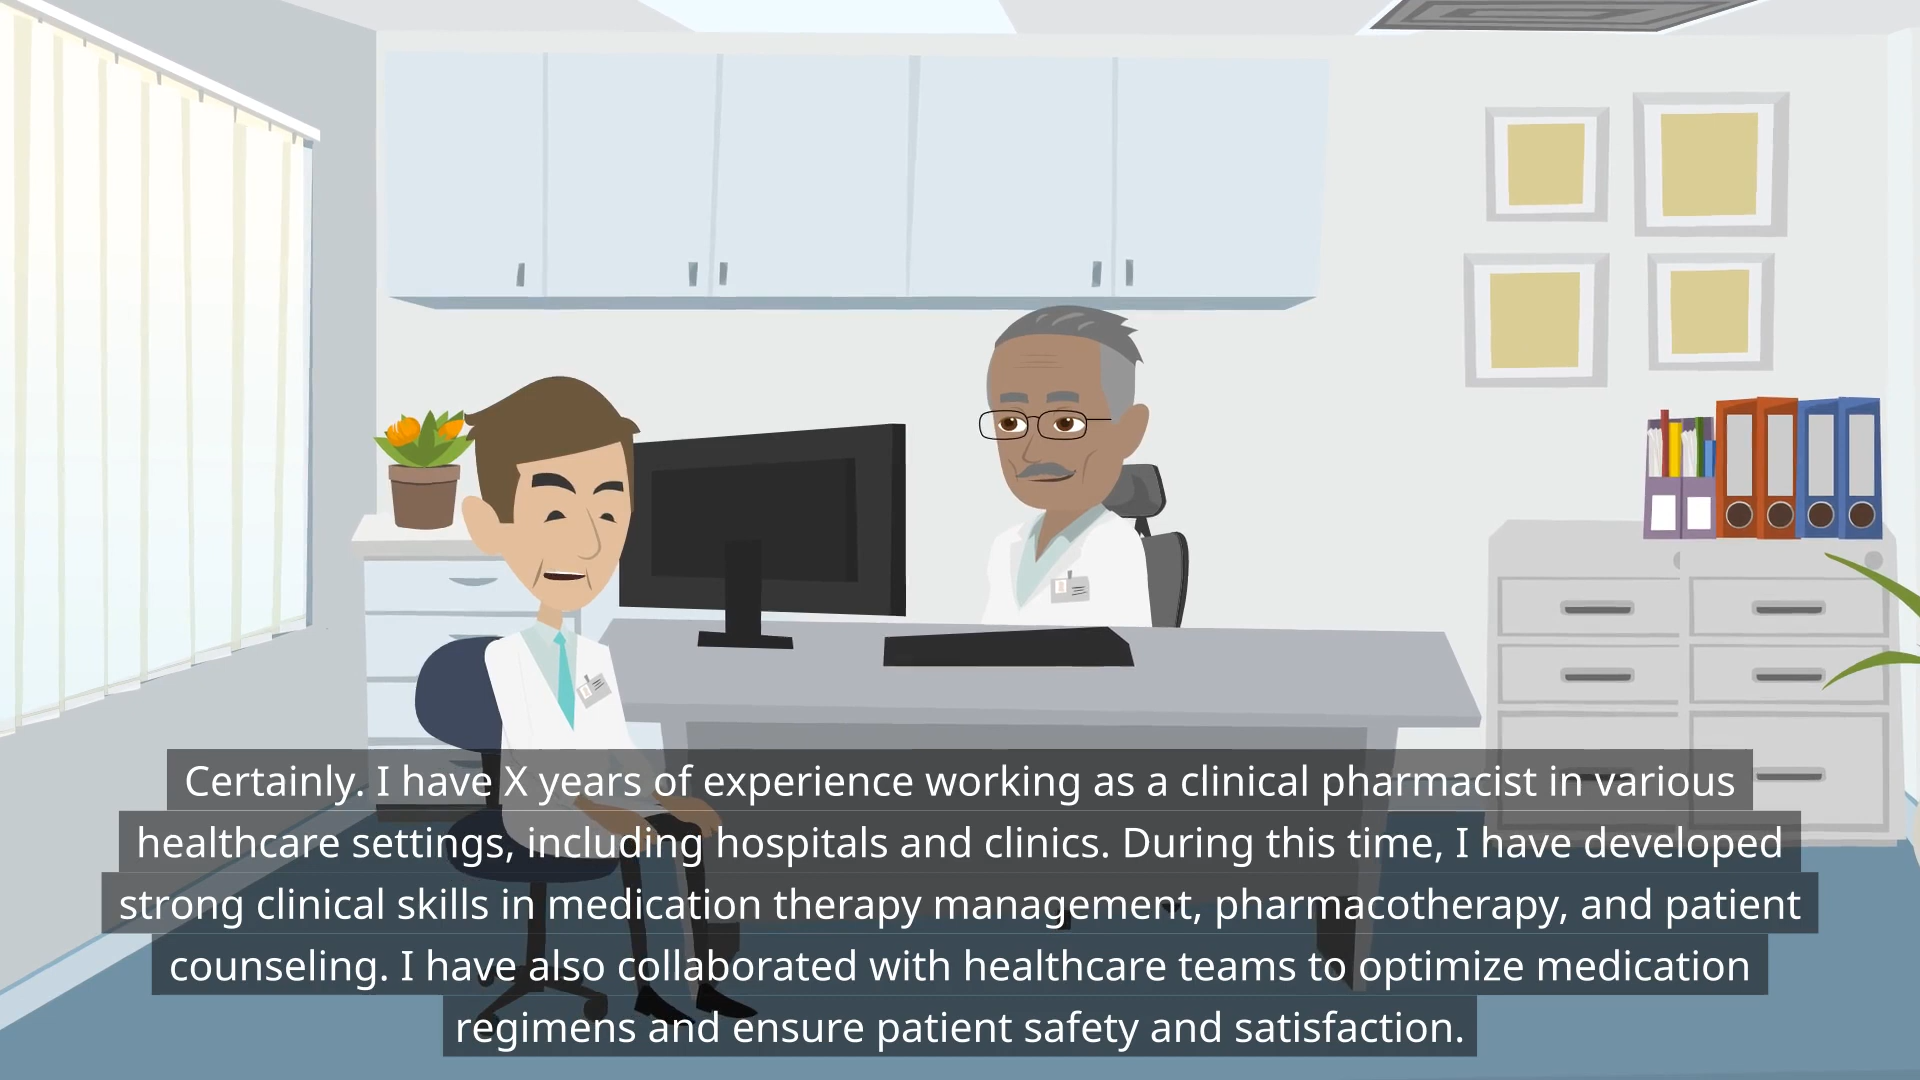 Certainly. I have X years of experience working as a clinical pharmacist in various
healthcare settings, including hospitals and clinics. During this time, I have developed
strong clinical skills in medication therapy management, pharmacotherapy, and patient
counseling. I have also collaborated with healthcare teams to optimize medication
regimens and ensure patient safety and satisfaction.